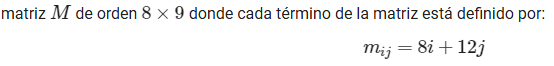 matriz M de orden 8 × 9 donde cada término de la matriz está definido por:
m_{ij} = 8i + 12j